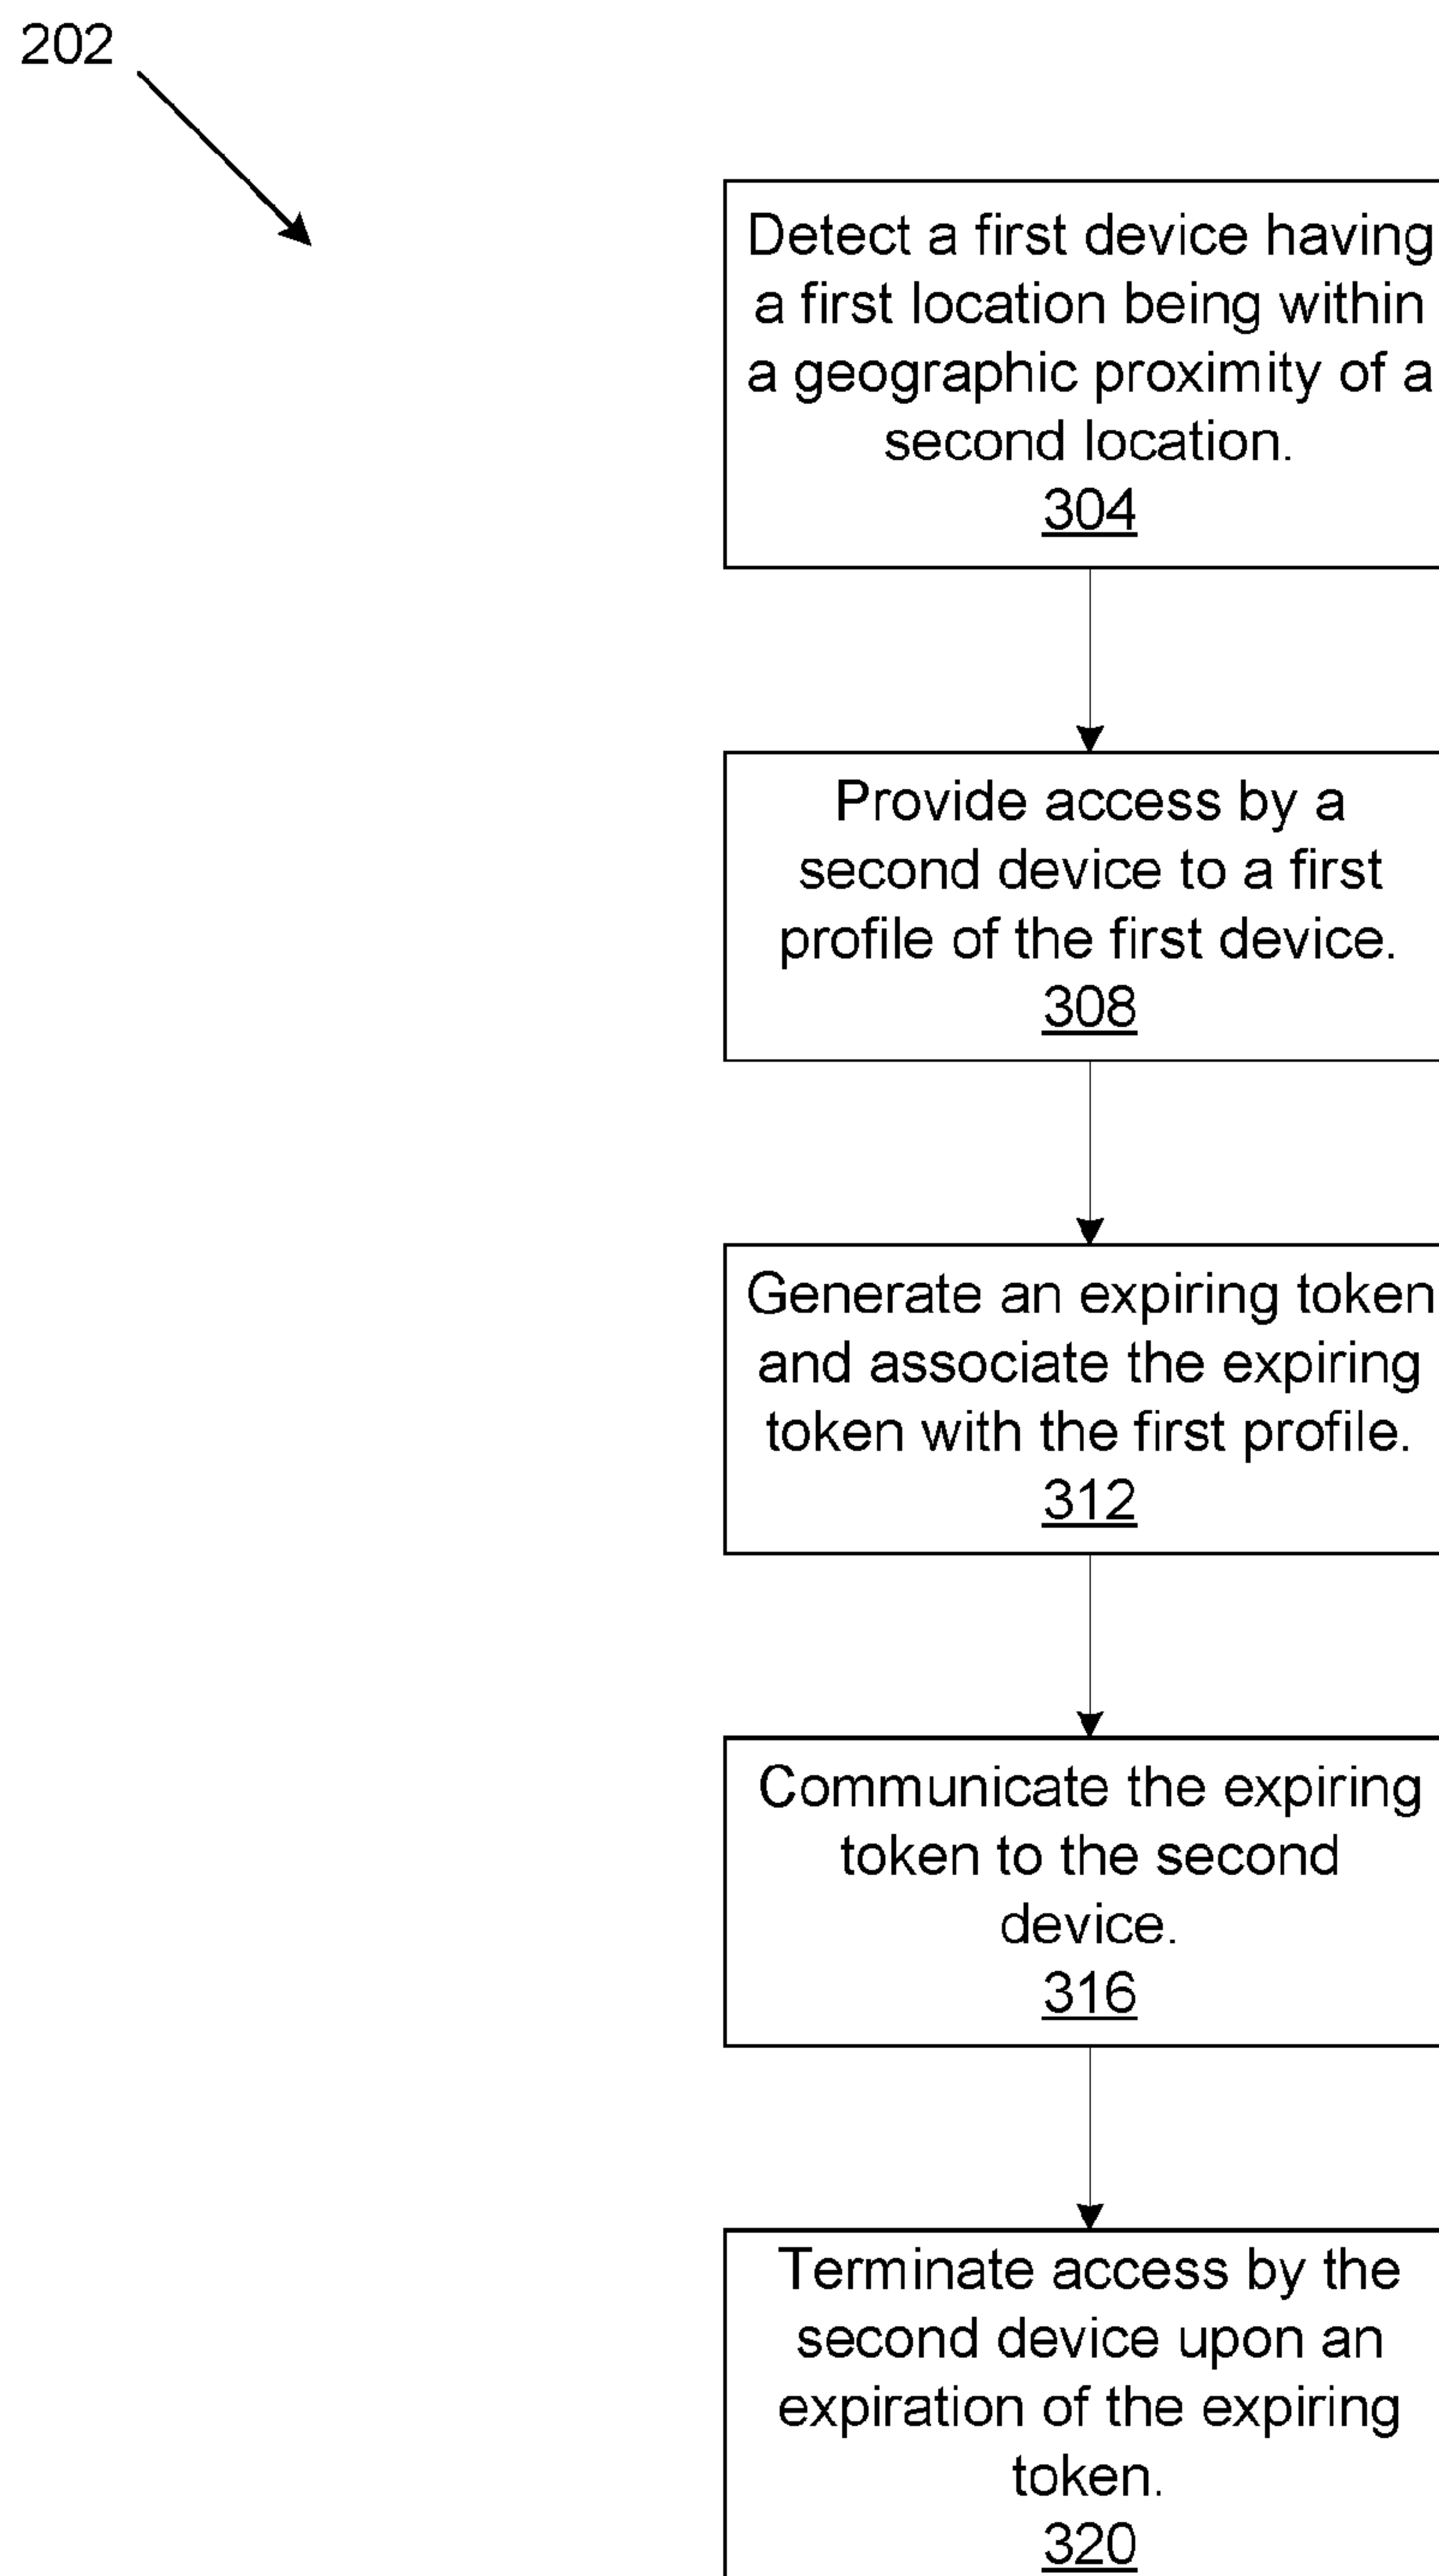 202
Detect a first device having
a first location being within
a geographic proximity of a
second location.
304
Provide access by a
second device to a first
profile of the first device.
308
Generate an expiring token
and associate the expiring
token with the first profile.
312
Communicate the expiring
token to the second
device.
316
Terminate access by the
second device upon an
expiration of the expiring
token.
320